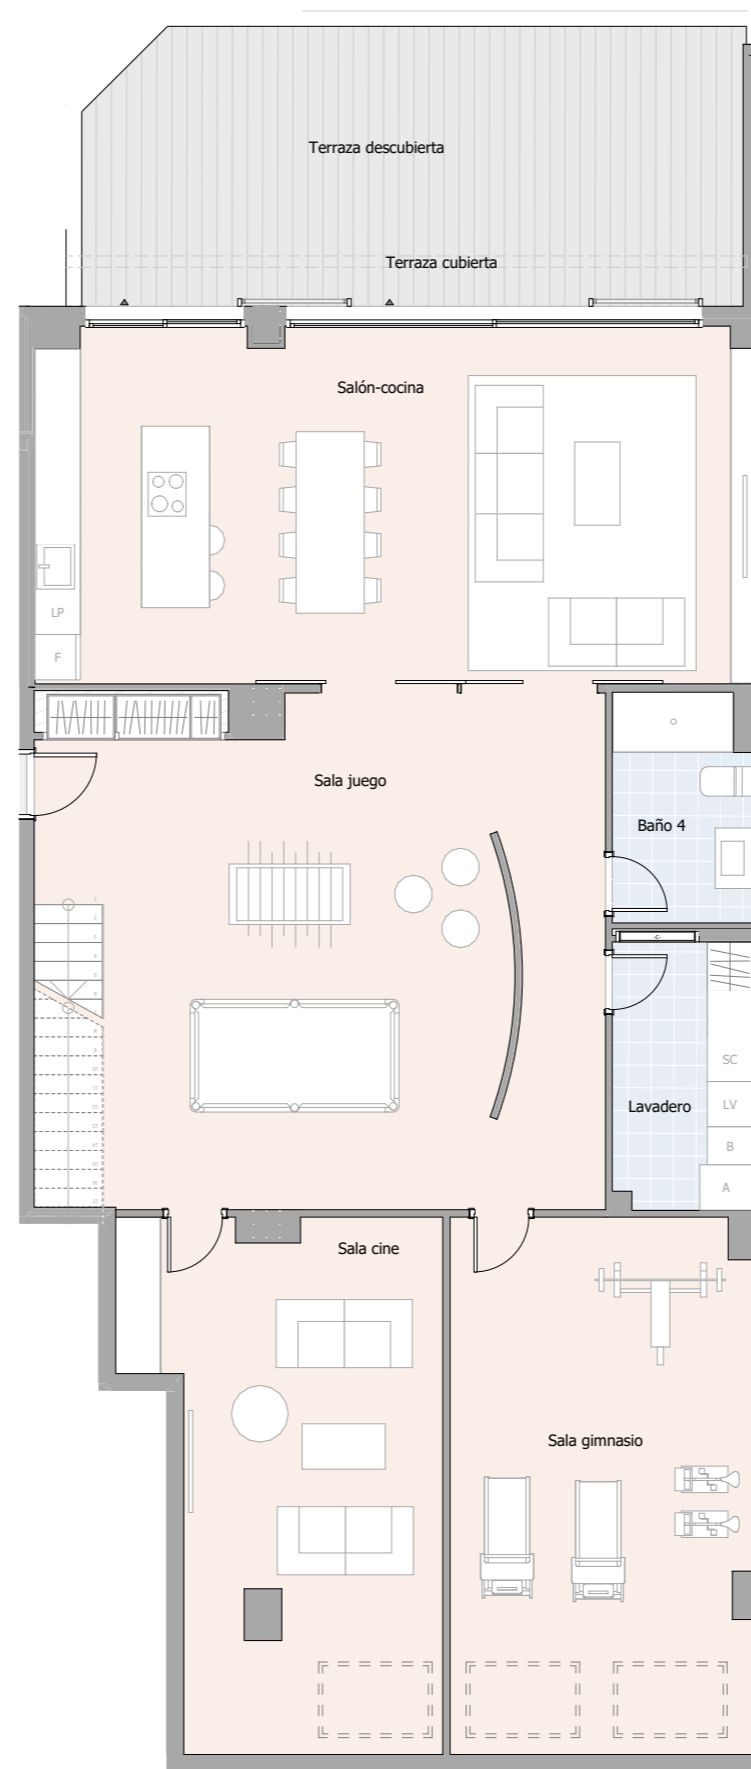 Terraza descubierta
Terraza cubierta
Salón-cocina
LP
F
Sala juego
Baño 4
SC
LV
Lavadero
B
A
Sala cine
Sala gimnasio